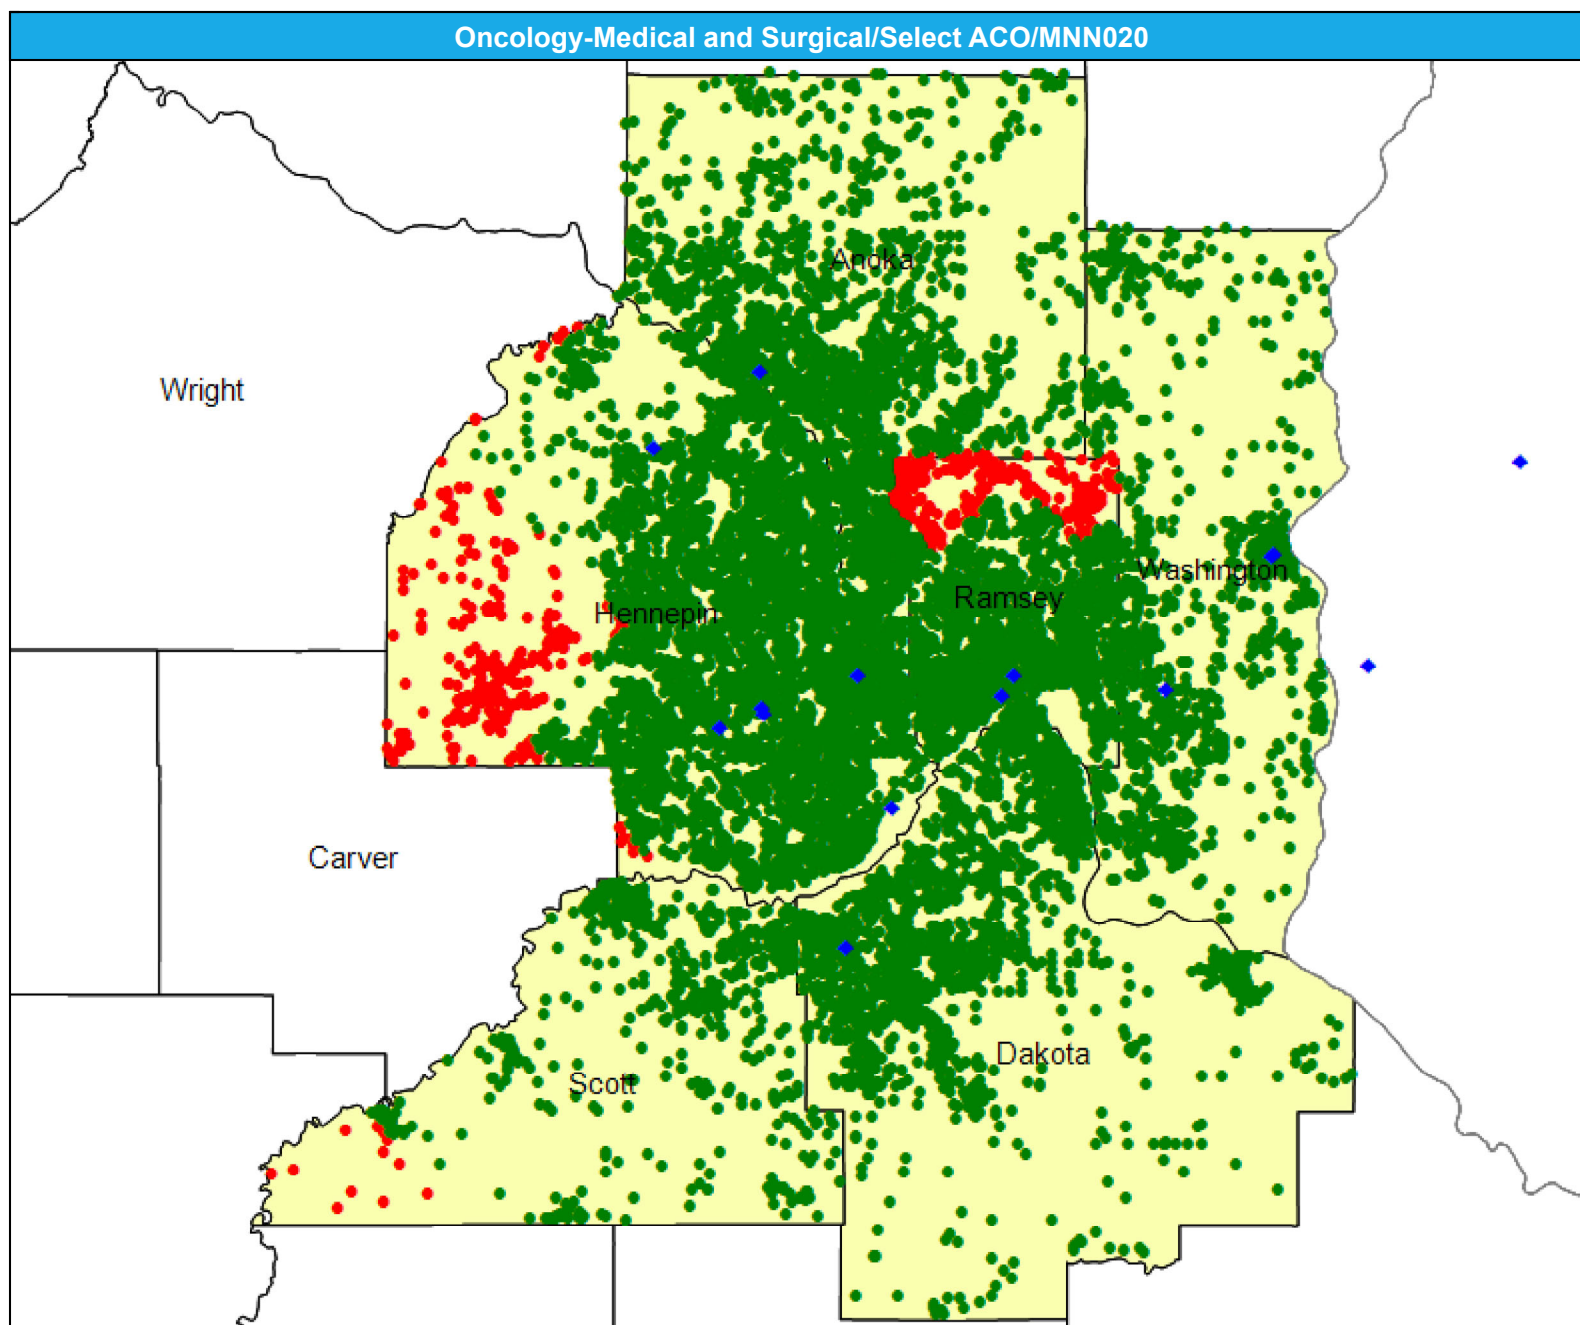 Oncology-Medical and Surgical/Select ACO/MNN020
Anoka
Wright
Washington
Ramsey
Hennepin
Carver
Dakota
Scott